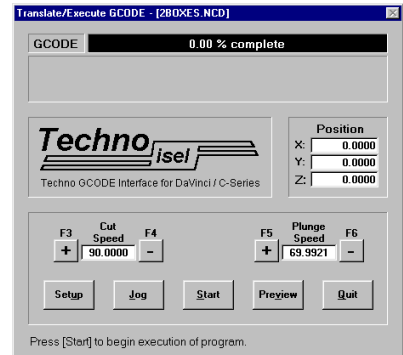 Translate/Execute GCODE - [2BOXES.NCD]
GCODE 0.00 % complete
Techno isel
Techno GCODE Interface for DaVinci / C-Series
Position
X: 0.0000
Y: 0.0000
Z: 0.0000
F3 Cut Speed F4
+ 90.0000 -
F5 Plunge Speed F6
+ 69.9921 -
Setup Jog Start Preview Quit
Press [Start] to begin execution of program.